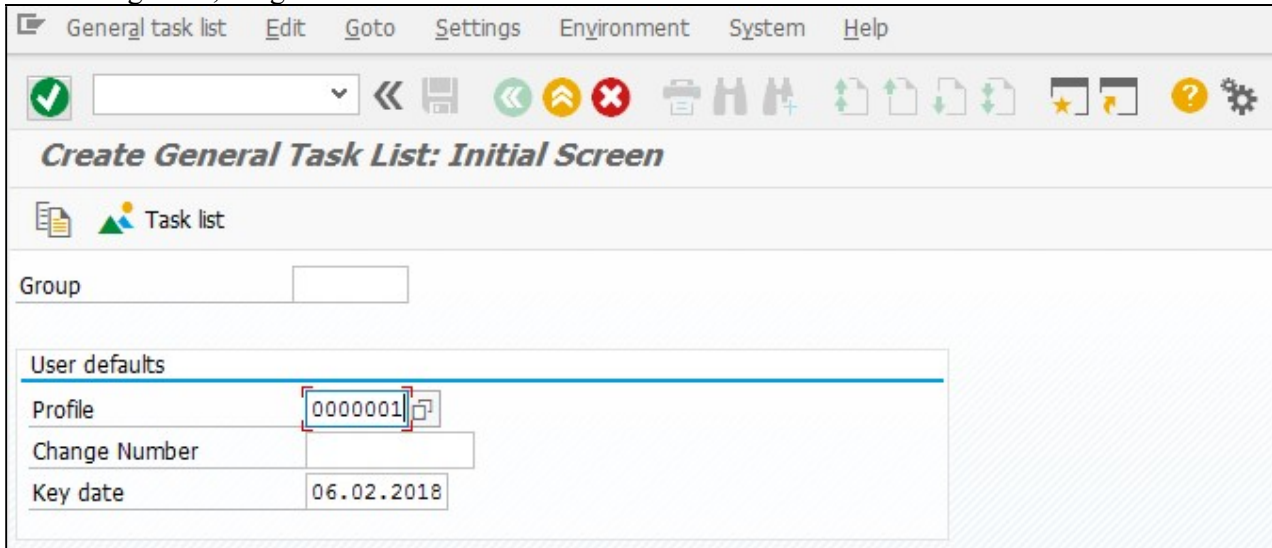 General task list Edit Goto Settings Environment System Help
Create General Task List: Initial Screen
Task list
Group
User defaults
Profile 0000001
Change Number
Key date 06.02.2018